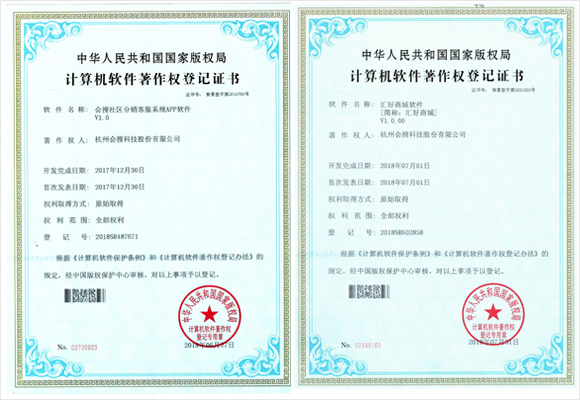 中华人民共和国国家版权局
计算机软件著作权登记证书
证书号：
软件名称：会搜社区分销客服系统APP软件
V1.0
著作权人：杭州会搜科技股份有限公司
开发完成日期：2017年12月30日
首次发表日期：2017年12月30日
权利取得方式：原始取得
权利范围：全部权利
登记号：2018SR487671
根据《计算机软件保护条例》和《计算机软件著作权登记办法》的
规定，经中国版权保护中心审核，对以上事项予以登记。
中华人民共和国国家版权局
计算机软件著作权
登记专用章
No. 02730823
中华人民共和国国家版权局
计算机软件著作权登记证书
证书号：
软件名称：汇好商城软件
[简称：汇好商城]
V1.0.00
著作权人：杭州会搜科技股份有限公司
开发完成日期：2018年07月01日
首次发表日期：2018年07月01日
权利取得方式：原始取得
权利范围：全部权利
登记号：2018SR602858
根据《计算机软件保护条例》和《计算机软件著作权登记办法》的
规定，经中国版权保护中心审核，对以上事项予以登记。
中华人民共和国国家版权局
计算机软件著作权
登记专用章
No.